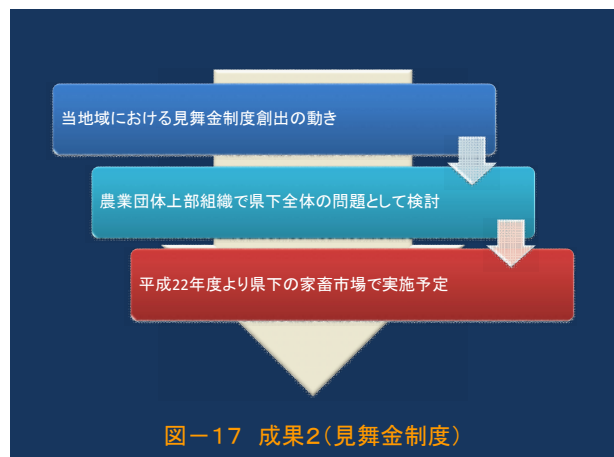 当地域における見舞金制度創出の動き
農業団体上部組織で県下全体の問題として検討
平成22年度より県下の家畜市場で実施予定
図－17 成果２（見舞金制度）